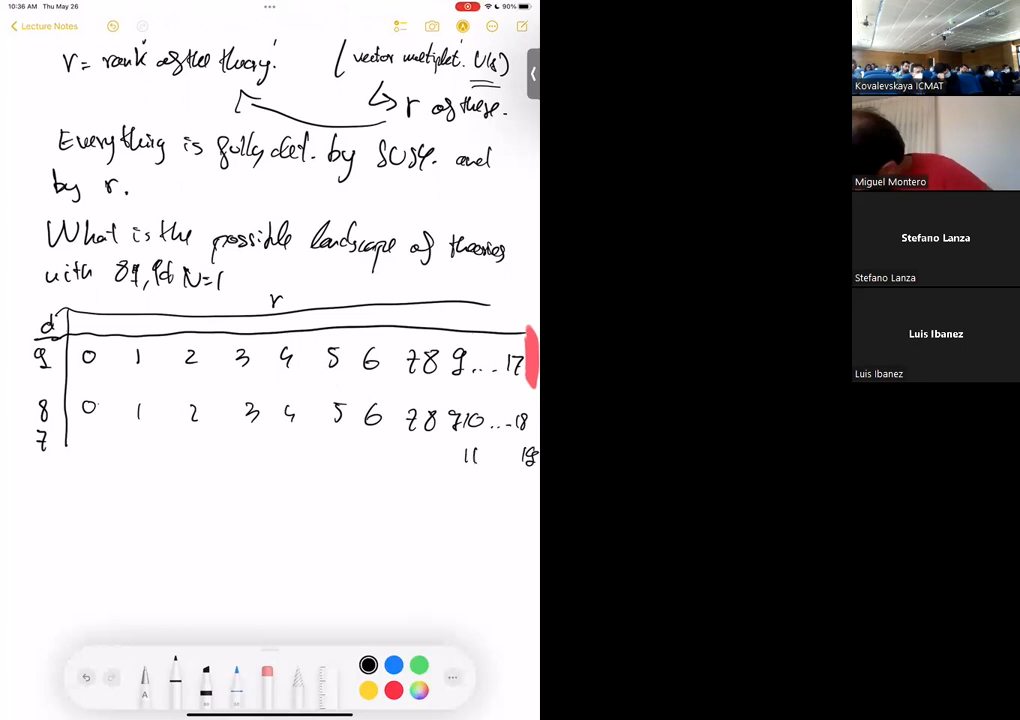 10:36 AM Thu May 26
90%
Lecture Notes
r = rank of the theory. (vector multiplet. U(1))
r of these.
Everything is fully det. by SUSY. and
by r.
What is the possible landscape of theories
with 8Q, N=1
r
d
9 0 1 2 3 4 5 6 7 8 9... 17
8 0 1 2 3 4 5 6 7 8 9 10 ... 18
7 11 19
A
Kovalevskaya ICMAT
Miguel Montero
Stefano Lanza
Stefano Lanza
Luis Ibanez
Luis Ibanez